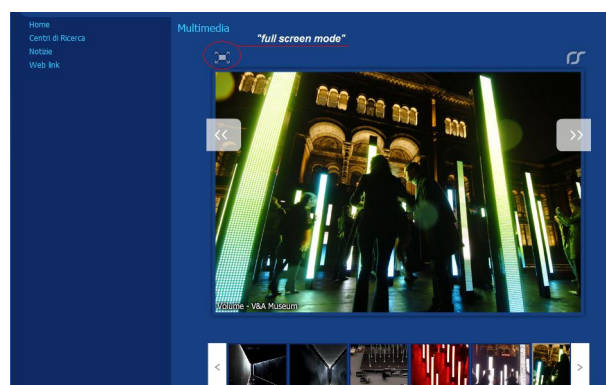 Home
Centri di Ricerca
Notizie
Web link
Multimedia
"full screen mode"
<<
>>
Volume - V&A Museum
<
>